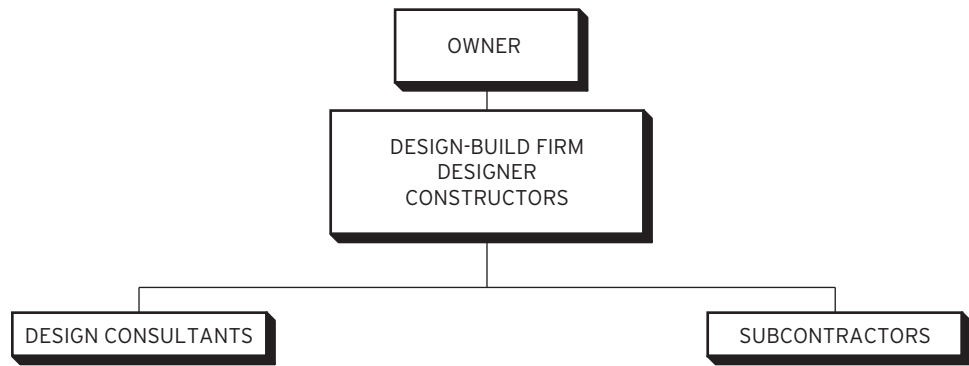 OWNER
DESIGN-BUILD FIRM
DESIGNER
CONSTRUCTORS
DESIGN CONSULTANTS
SUBCONTRACTORS